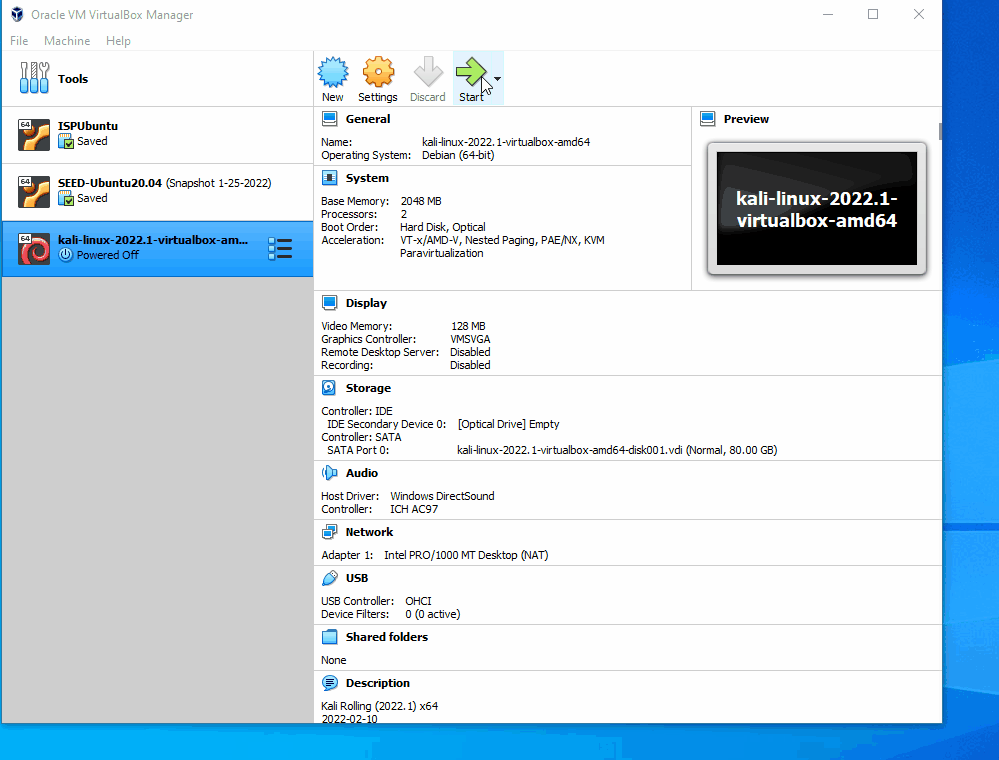 Oracle VM VirtualBox Manager
File Machine Help
Tools
New Settings Discard Start
64 ISPUbuntu
Saved
64 SEED-Ubuntu20.04 (Snapshot 1-25-2022)
Saved
64 kali-linux-2022.1-virtualbox-am...
Powered Off
General
Name: kali-linux-2022.1-virtualbox-amd64
Operating System: Debian (64-bit)
System
Base Memory: 2048 MB
Processors: 2
Boot Order: Hard Disk, Optical
Acceleration: VT-x/AMD-V, Nested Paging, PAE/NX, KVM
Paravirtualization
Preview
kali-linux-2022.1-
virtualbox-amd64
Display
Video Memory: 128 MB
Graphics Controller: VMSVGA
Remote Desktop Server: Disabled
Recording: Disabled
Storage
Controller: IDE
IDE Secondary Device 0: [Optical Drive] Empty
Controller: SATA
SATA Port 0: kali-linux-2022.1-virtualbox-amd64-disk001.vdi (Normal, 80.00 GB)
Audio
Host Driver: Windows DirectSound
Controller: ICH AC97
Network
Adapter 1: Intel PRO/1000 MT Desktop (NAT)
USB
USB Controller: OHCI
Device Filters: 0 (0 active)
Shared folders
None
Description
Kali Rolling (2022.1) x64
2022-02-10